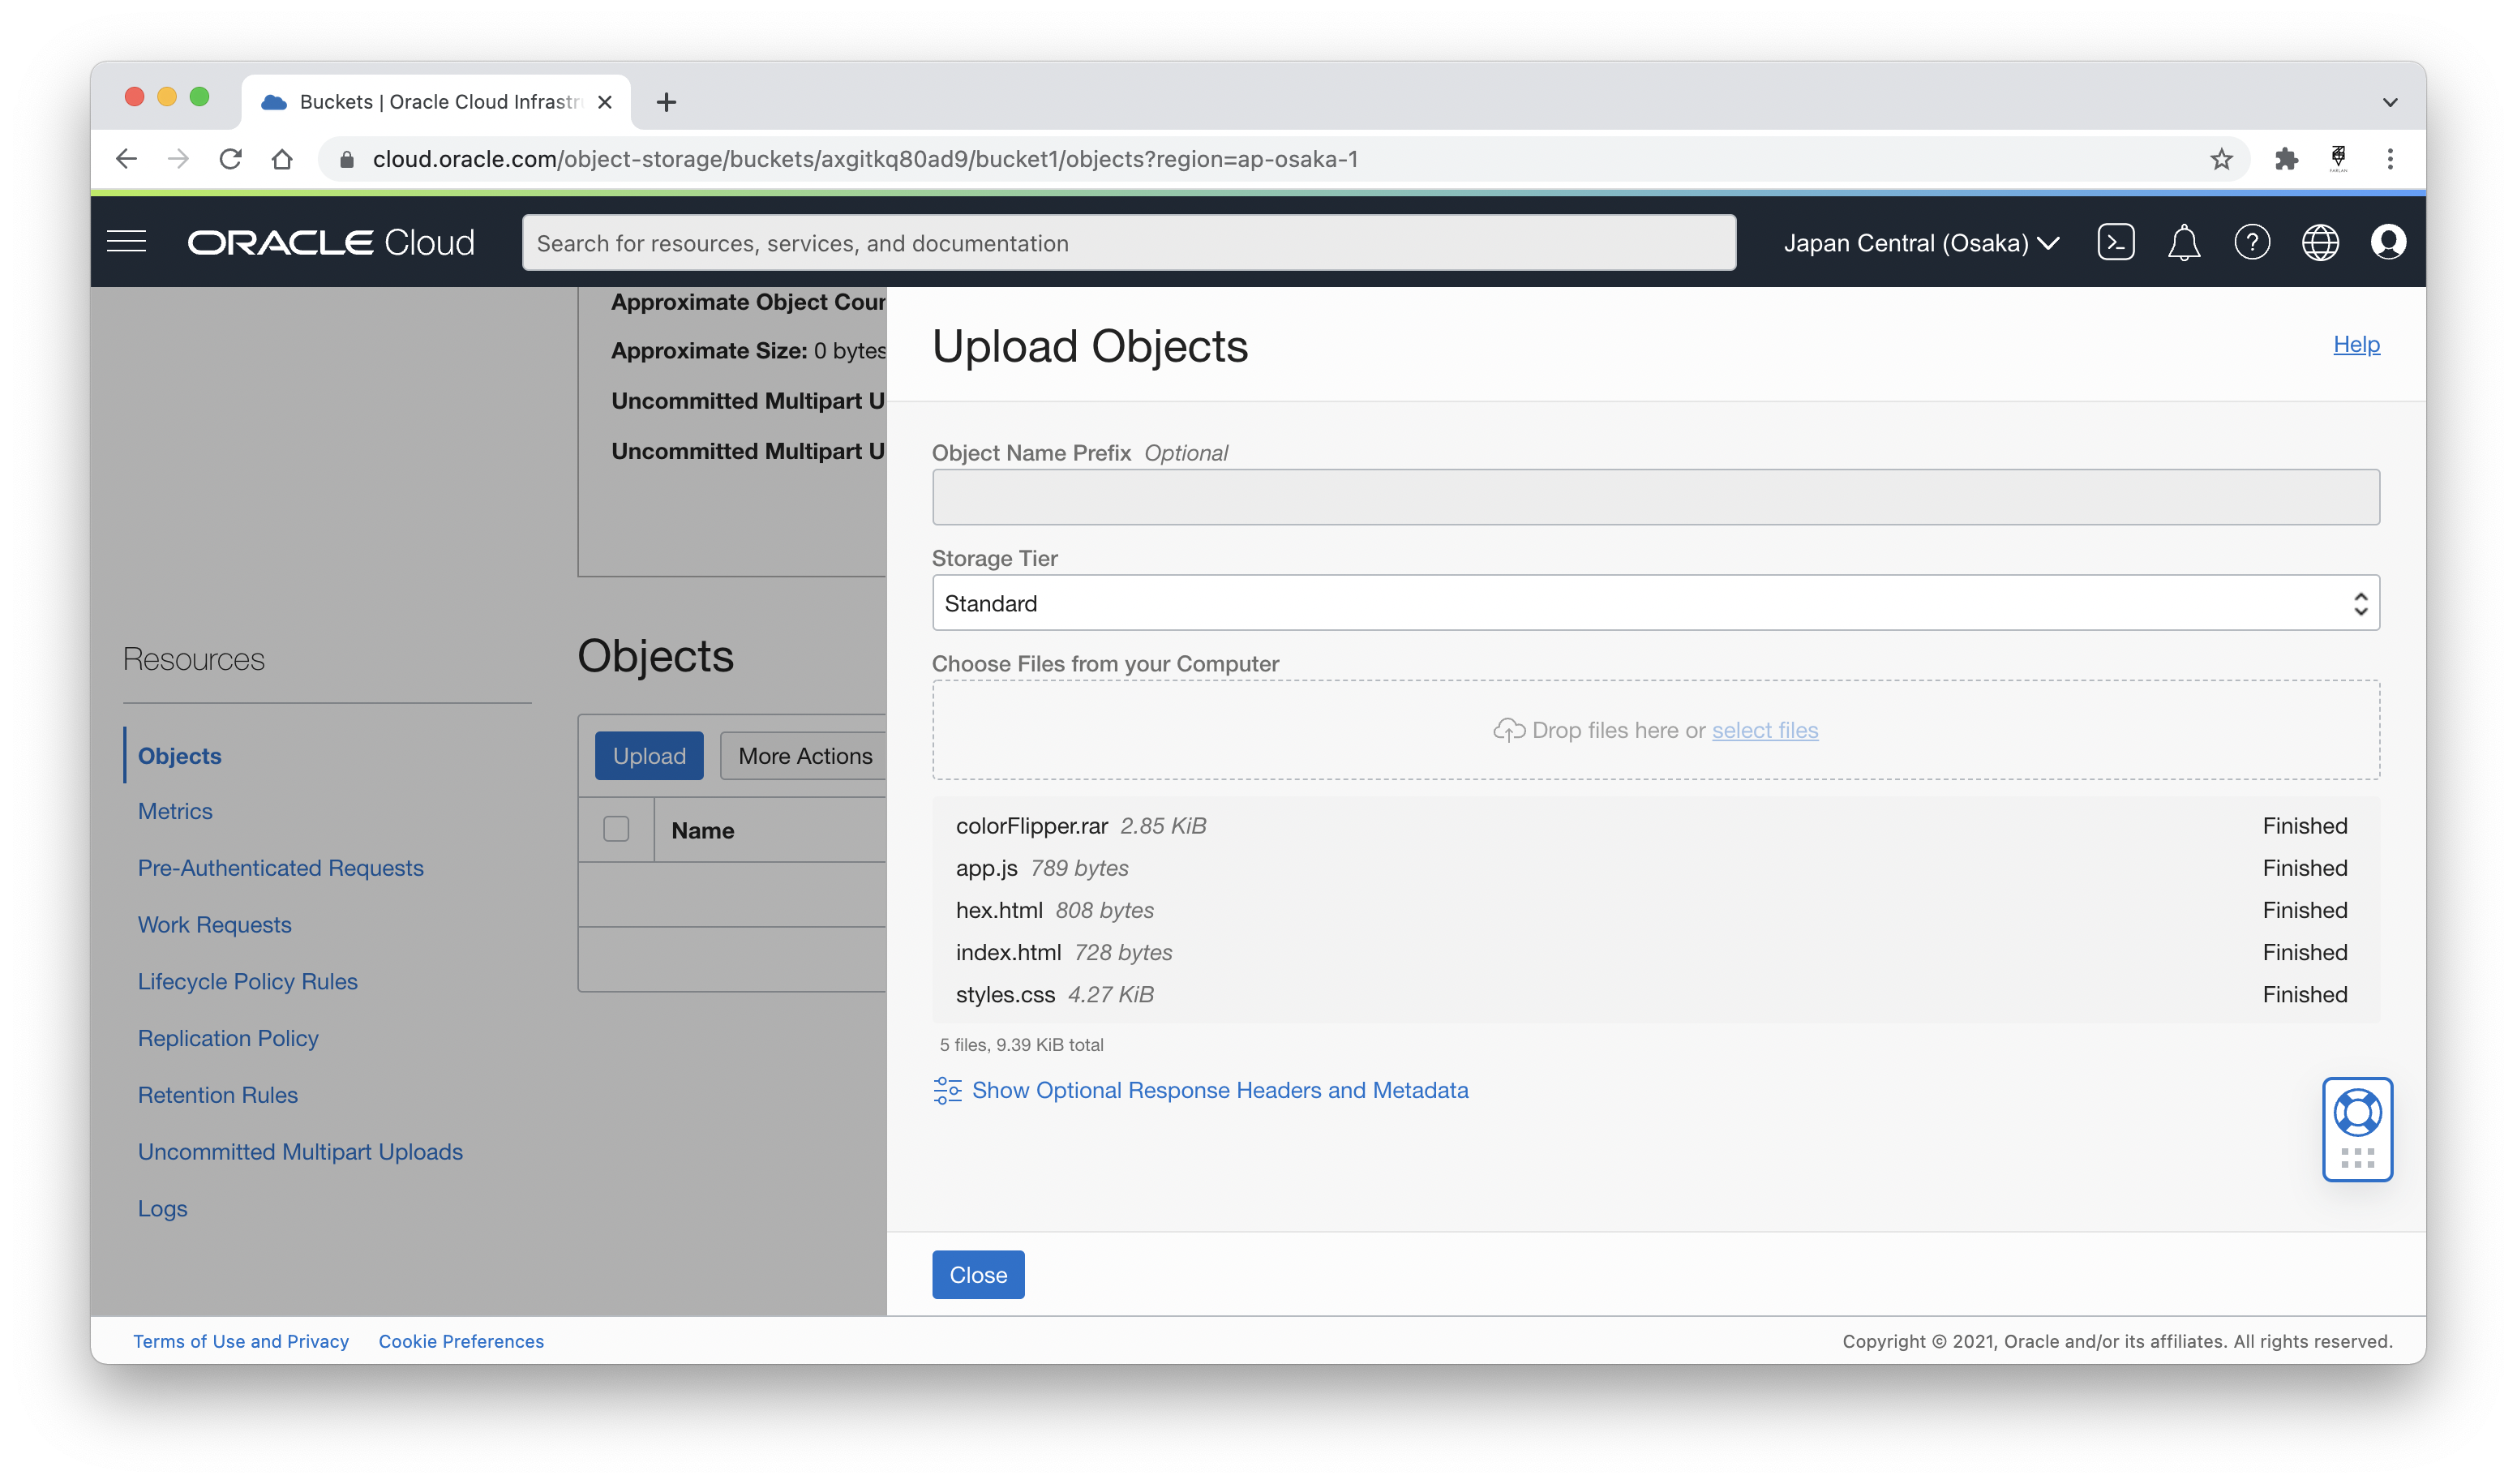 Buckets | Oracle Cloud Infrastr
cloud.oracle.com/object-storage/buckets/axgitkq80ad9/bucket1/objects?region=ap-osaka-1
ORACLE Cloud
Search for resources, services, and documentation
Japan Central (Osaka)
Approximate Object Coun
Approximate Size: 0 bytes
Uncommitted Multipart U
Uncommitted Multipart U
Resources
Objects
Metrics
Pre-Authenticated Requests
Work Requests
Lifecycle Policy Rules
Replication Policy
Retention Rules
Uncommitted Multipart Uploads
Logs
Objects
Upload More Actions
Name
Upload Objects
Help
Object Name Prefix Optional
Storage Tier
Standard
Choose Files from your Computer
Drop files here or select files
colorFlipper.rar 2.85 KiB Finished
app.js 789 bytes Finished
hex.html 808 bytes Finished
index.html 728 bytes Finished
styles.css 4.27 KiB Finished
5 files, 9.39 KiB total
Show Optional Response Headers and Metadata
Close
Terms of Use and Privacy Cookie Preferences
Copyright © 2021, Oracle and/or its affiliates. All rights reserved.